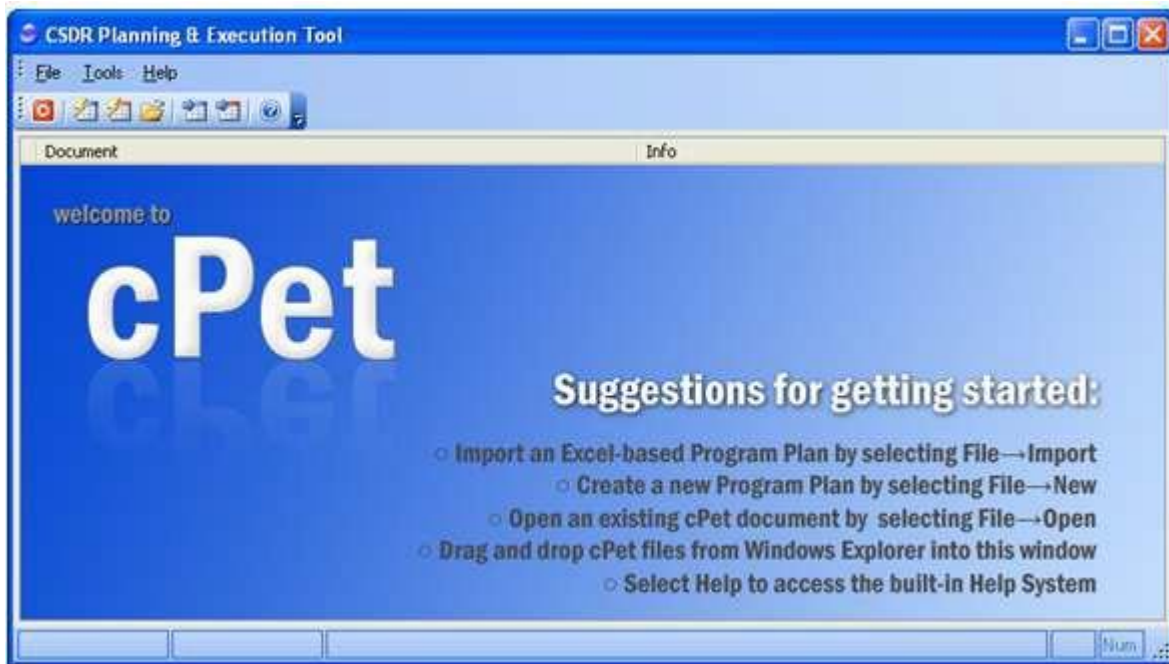 CSDR Planning & Execution Tool
File Tools Help
Document Info
welcome to
cPet
Suggestions for getting started:
○ Import an Excel-based Program Plan by selecting File→Import
○ Create a new Program Plan by selecting File→New
○ Open an existing cPet document by selecting File→Open
○ Drag and drop cPet files from Windows Explorer into this window
○ Select Help to access the built-in Help System
Num